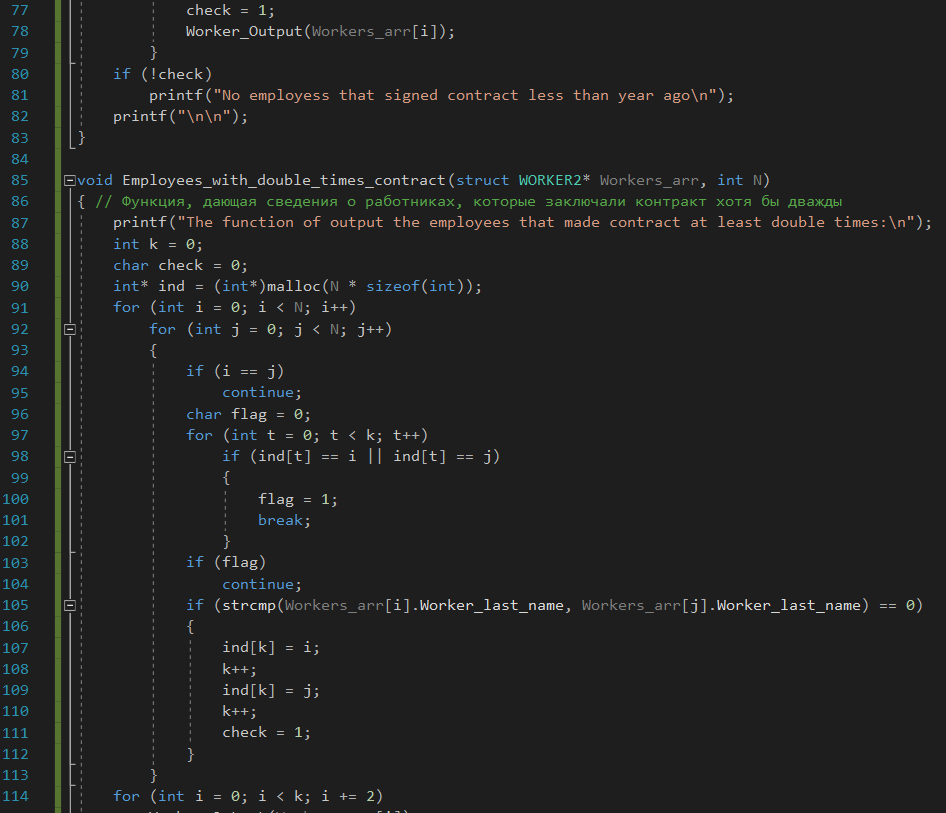 77 check = 1;
78 Worker_Output(Workers_arr[i]);
79 }
80 if (!check)
81 printf("No employess that signed contract less than year ago\n");
82 printf("\n\n");
83 }
84
85 void Employees_with_double_times_contract(struct WORKER2* Workers_arr, int N)
86 { // Функция, дающая сведения о работниках, которые заключали контракт хотя бы дважды
87 printf("The function of output the employees that made contract at least double times:\n");
88 int k = 0;
89 char check = 0;
90 int* ind = (int*)malloc(N * sizeof(int));
91 for (int i = 0; i < N; i++)
92 for (int j = 0; j < N; j++)
93 {
94 if (i == j)
95 continue;
96 char flag = 0;
97 for (int t = 0; t < k; t++)
98 if (ind[t] == i || ind[t] == j)
99 {
100 flag = 1;
101 break;
102 }
103 if (flag)
104 continue;
105 if (strcmp(Workers_arr[i].Worker_last_name, Workers_arr[j].Worker_last_name) == 0)
106 {
107 ind[k] = i;
108 k++;
109 ind[k] = j;
110 k++;
111 check = 1;
112 }
113 }
114 for (int i = 0; i < k; i += 2)